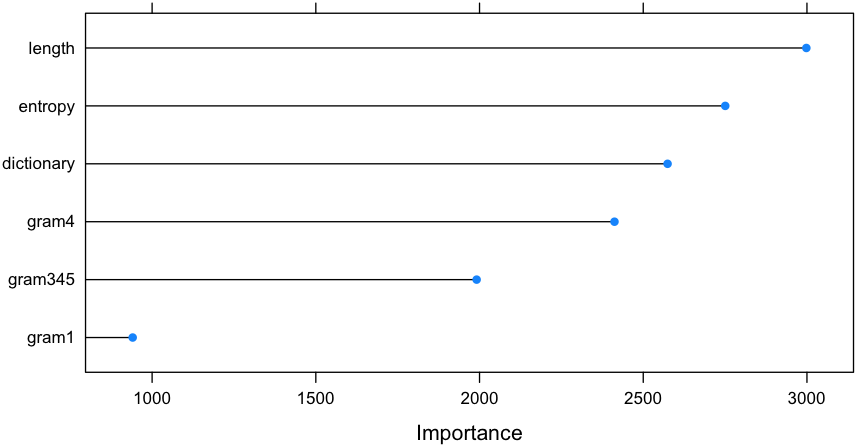 length
entropy
dictionary
gram4
gram345
gram1
1000 1500 2000 2500 3000
Importance